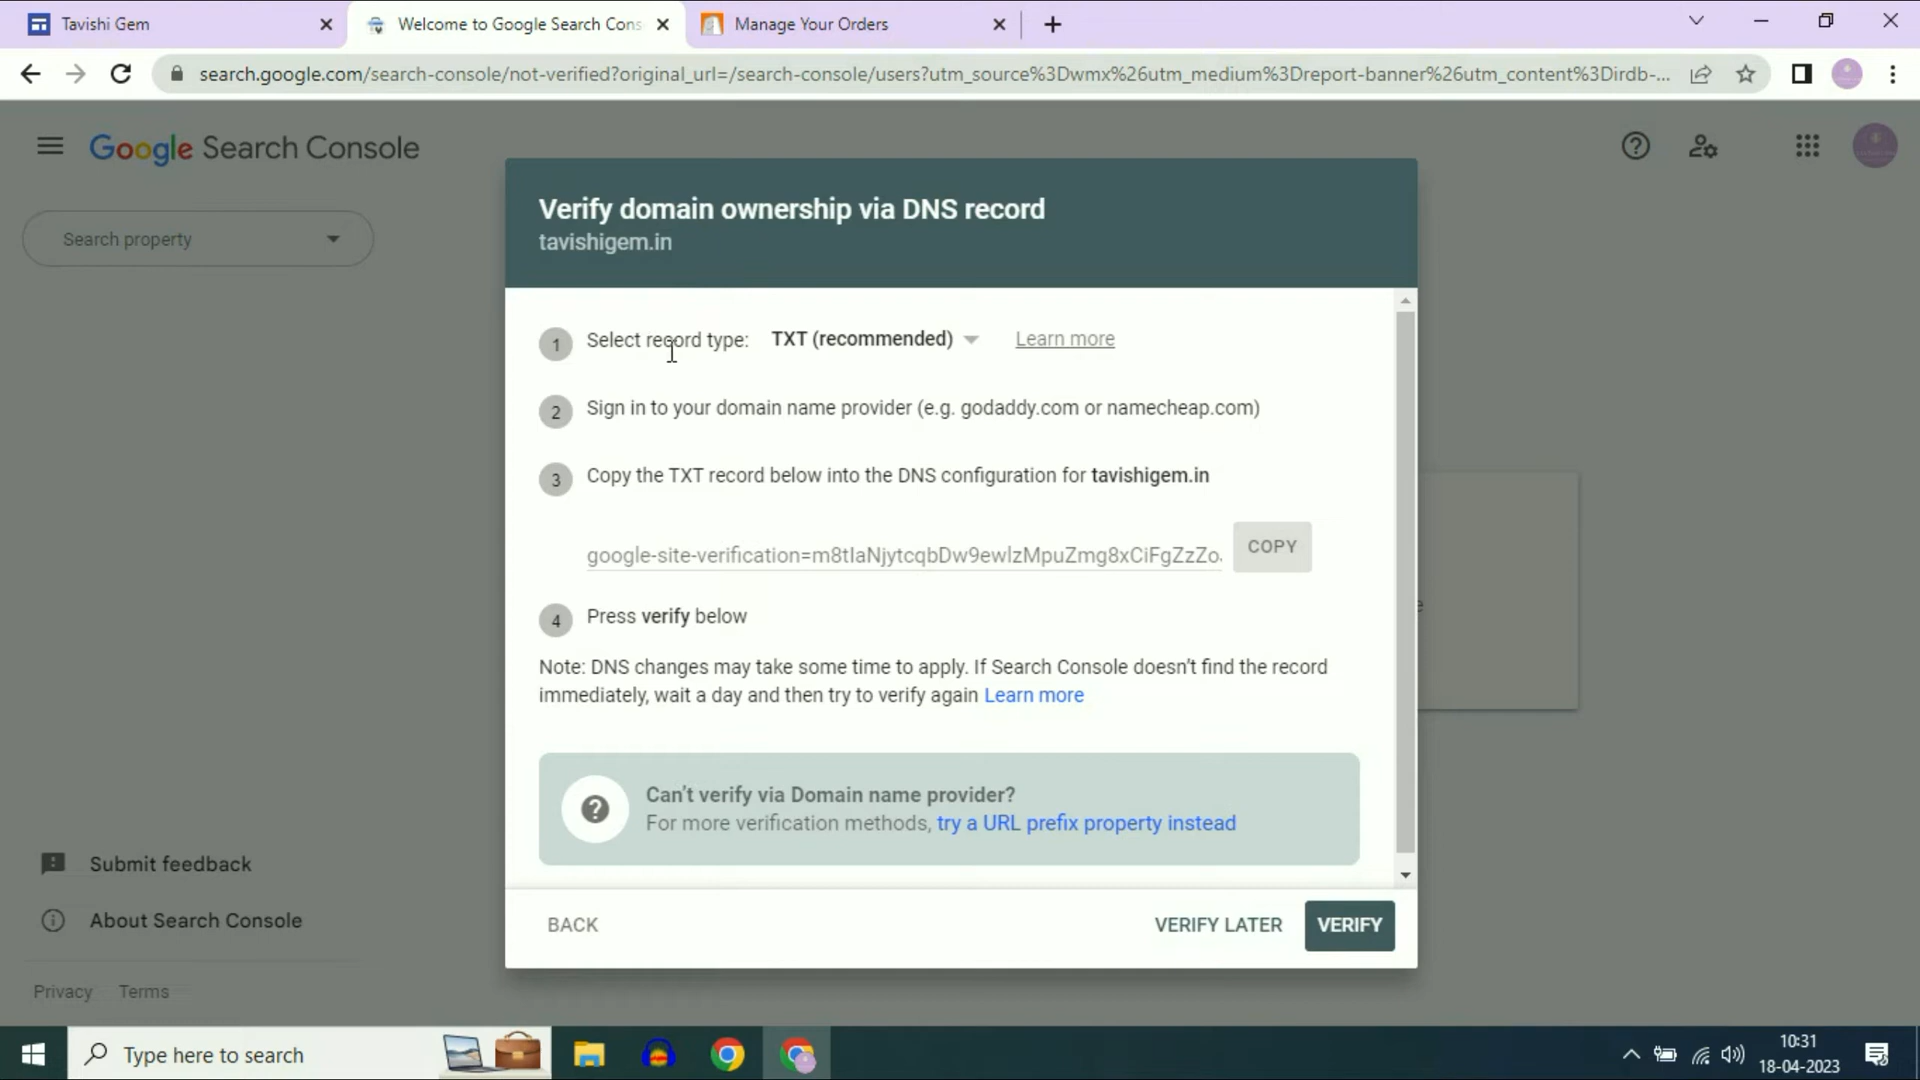 Tavishi Gem
Welcome to Google Search Cons
Manage Your Orders
search.google.com/search-console/not-verified?original_url=/search-console/users?utm_source%3Dwmx%26utm_medium%3Dreport-banner%26utm_content%3Dirdb-...
Google Search Console
Search property
Verify domain ownership via DNS record
tavishigem.in
1 Select record type: TXT (recommended) Learn more
2 Sign in to your domain name provider (e.g. godaddy.com or namecheap.com)
3 Copy the TXT record below into the DNS configuration for tavishigem.in
google-site-verification=m8tIaNjytcqbDw9ewlzMpuZmg8xCiFgZzZo
COPY
4 Press verify below
Note: DNS changes may take some time to apply. If Search Console doesn't find the record
immediately, wait a day and then try to verify again Learn more
Can't verify via Domain name provider?
For more verification methods, try a URL prefix property instead
BACK
VERIFY LATER
VERIFY
Submit feedback
About Search Console
Privacy Terms
Type here to search
10:31
18-04-2023